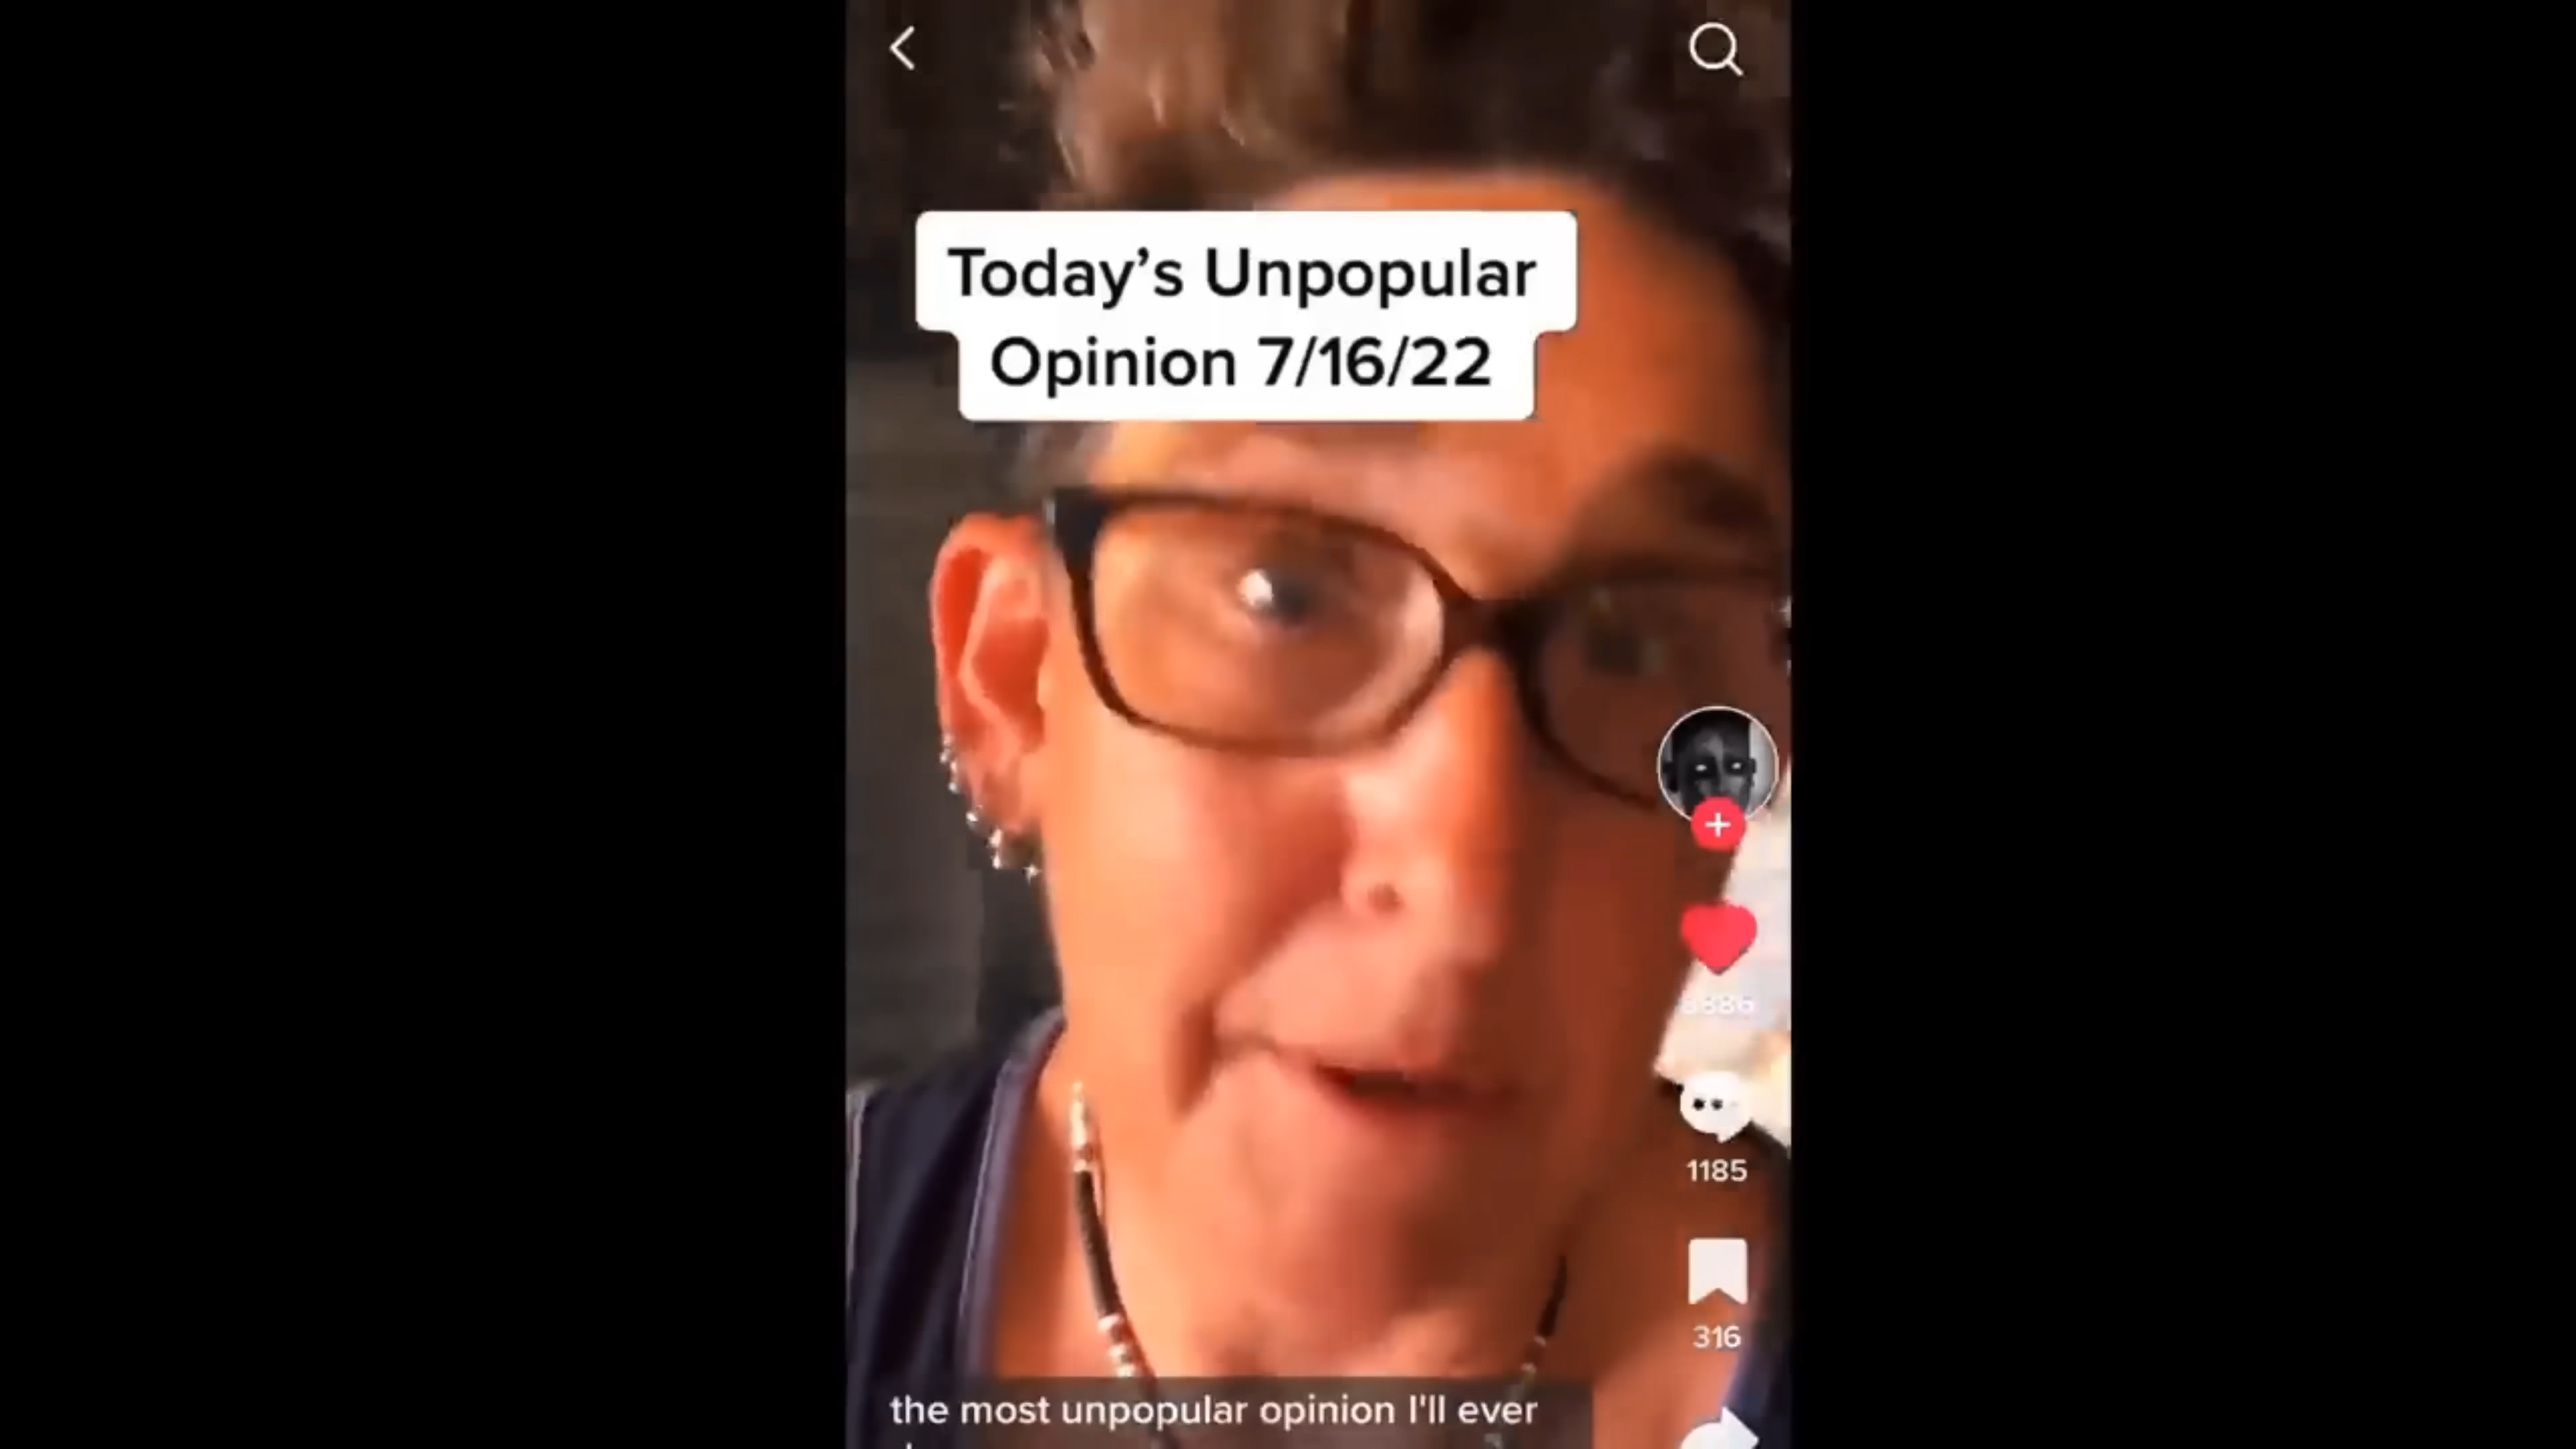 Today’s Unpopular
Opinion 7/16/22
1185
316
the most unpopular opinion I'll ever